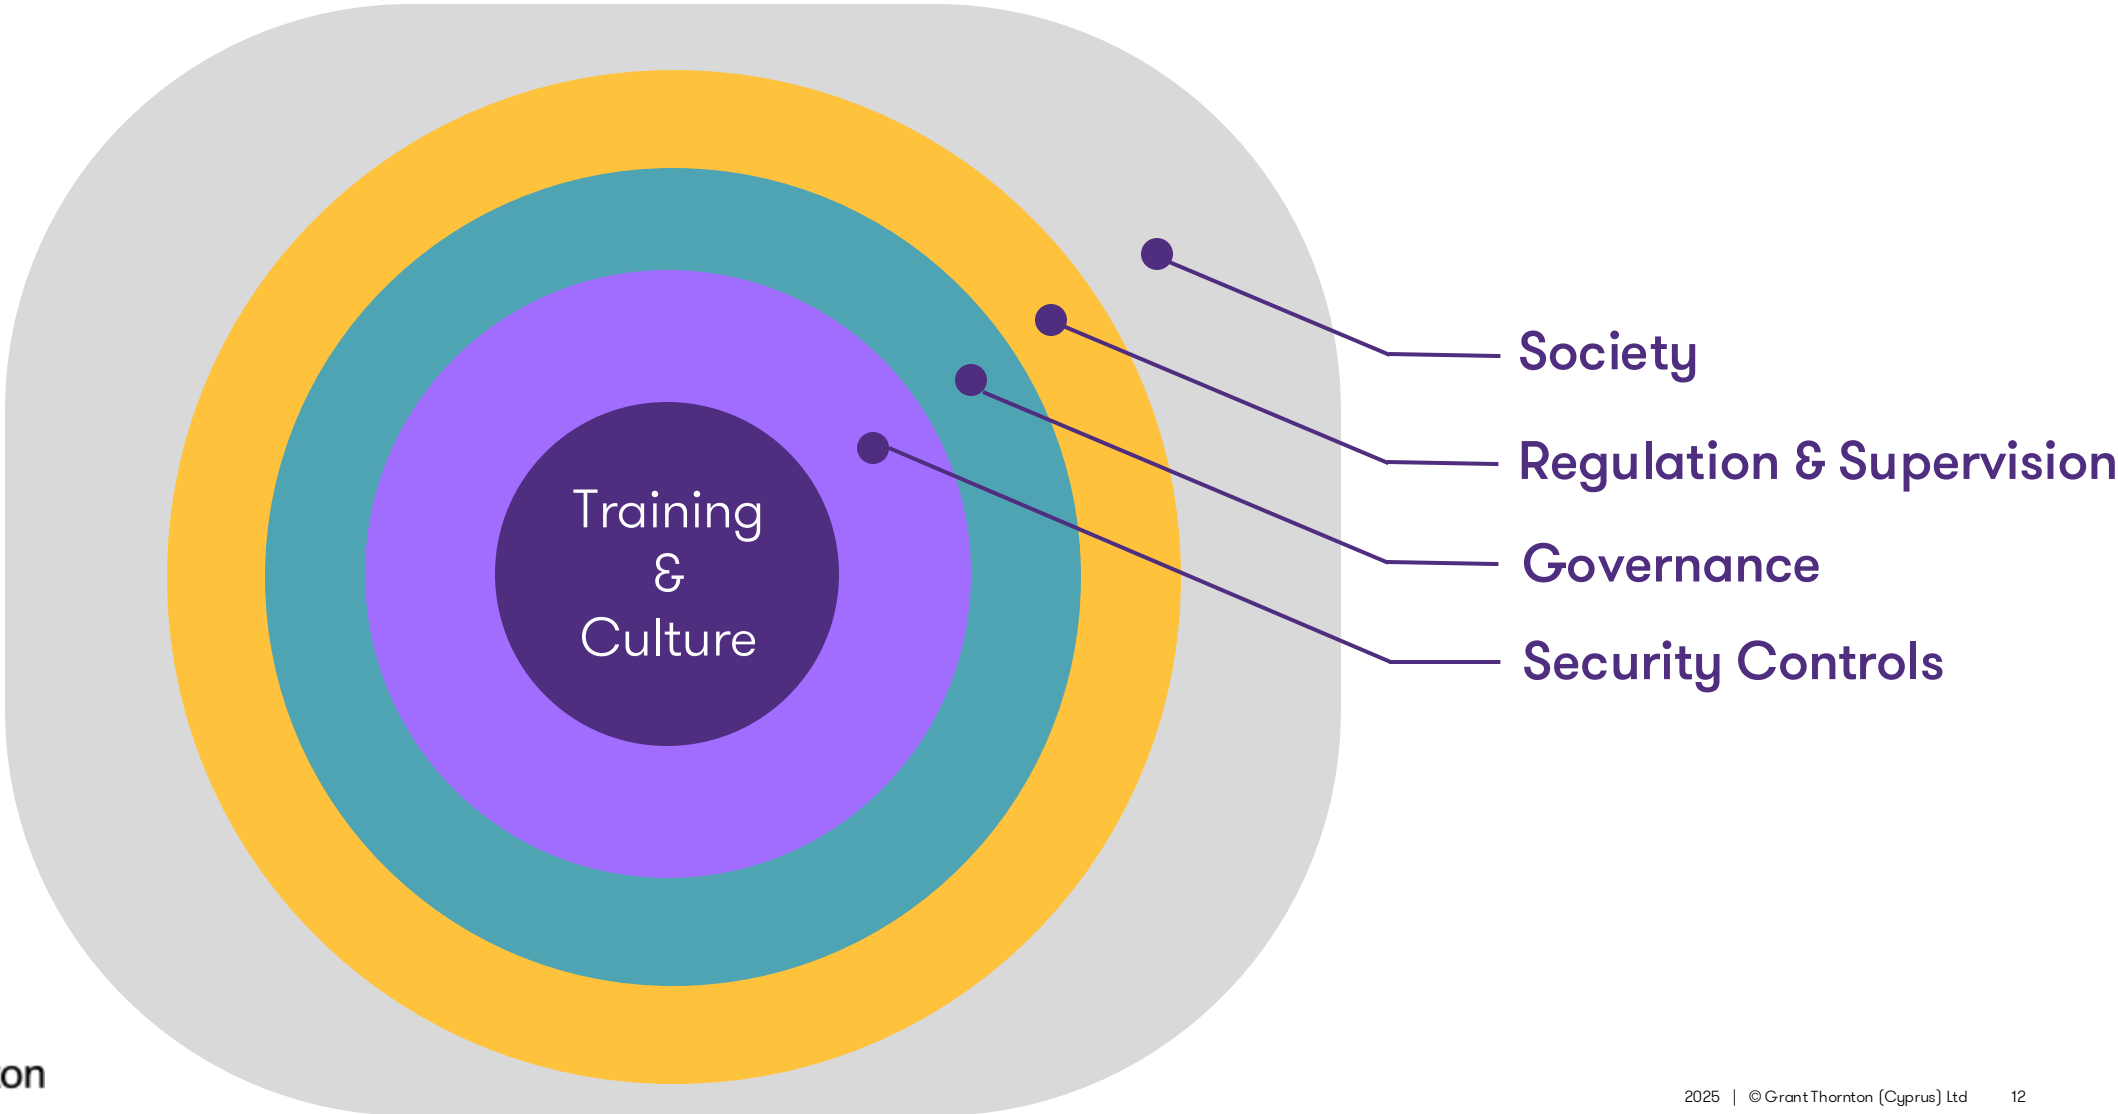 Training
&
Culture
Society
Regulation & Supervision
Governance
Security Controls
on
2025 | © Grant Thornton (Cyprus) Ltd 12